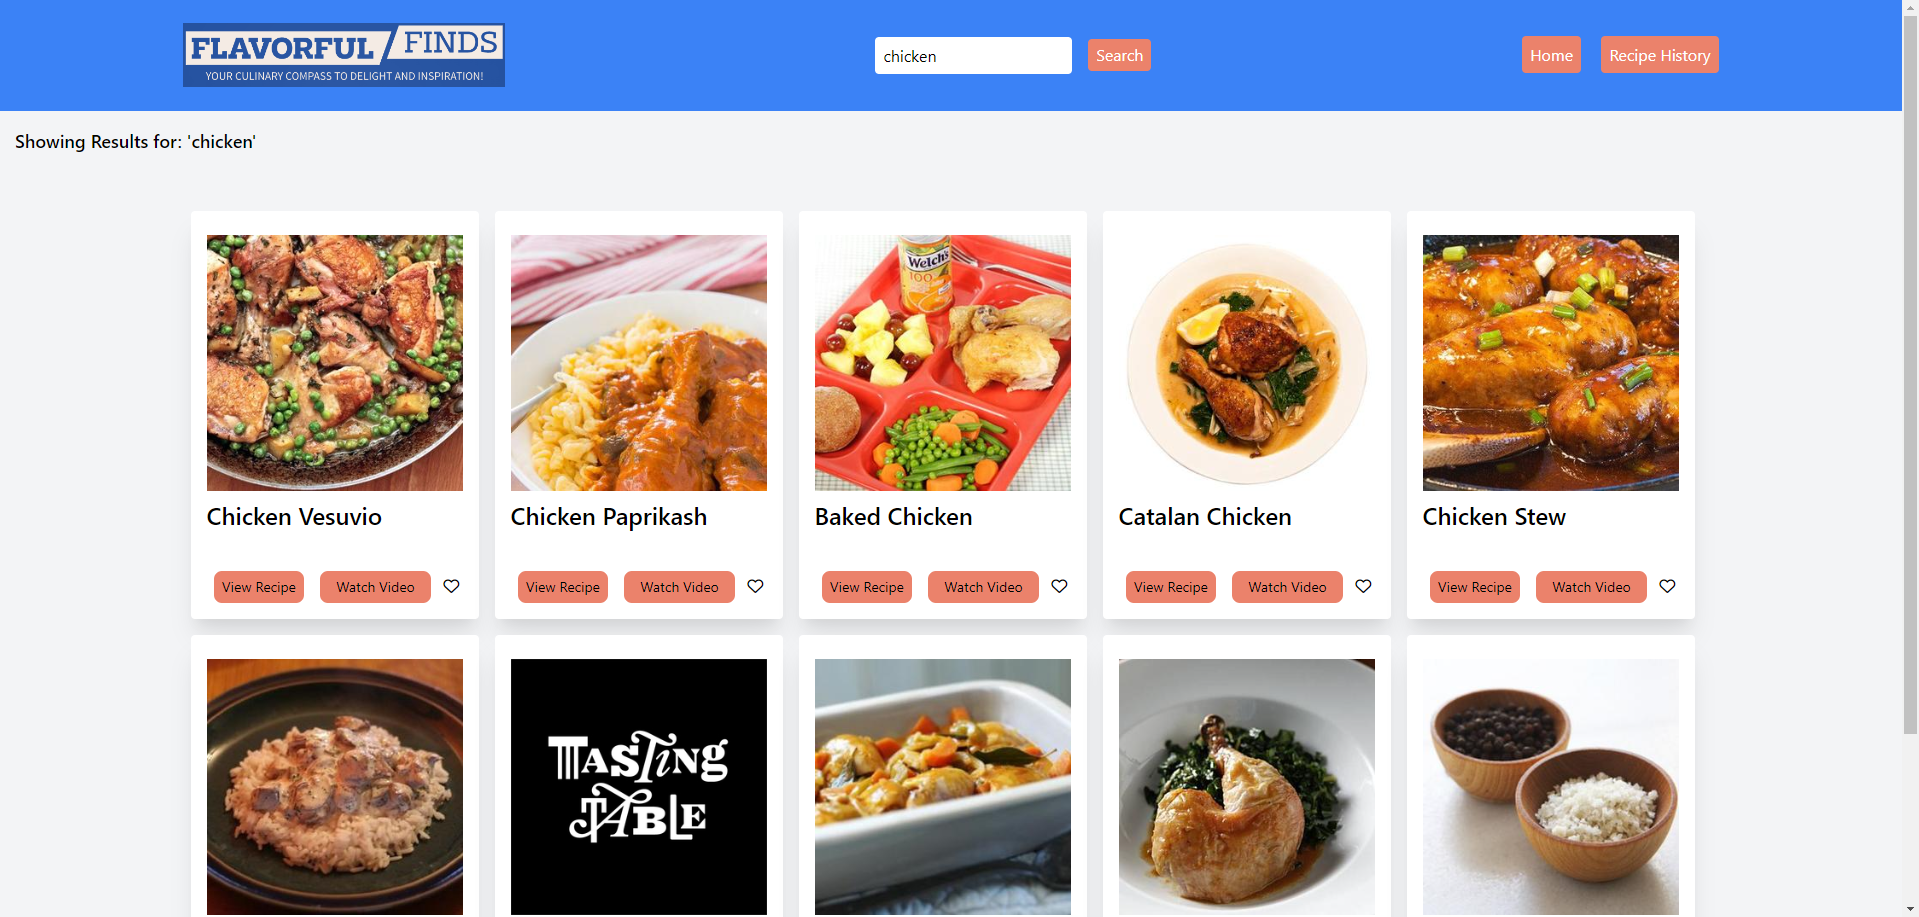 FLAVORFUL FINDS
YOUR CULINARY COMPASS TO DELIGHT AND INSPIRATION!
chicken
Search
Home
Recipe History
Showing Results for: 'chicken'
Welch's
100
Chicken Vesuvio
Chicken Paprikash
Baked Chicken
Catalan Chicken
Chicken Stew
View Recipe
Watch Video
View Recipe
Watch Video
View Recipe
Watch Video
View Recipe
Watch Video
View Recipe
Watch Video
TASTING
TABLE